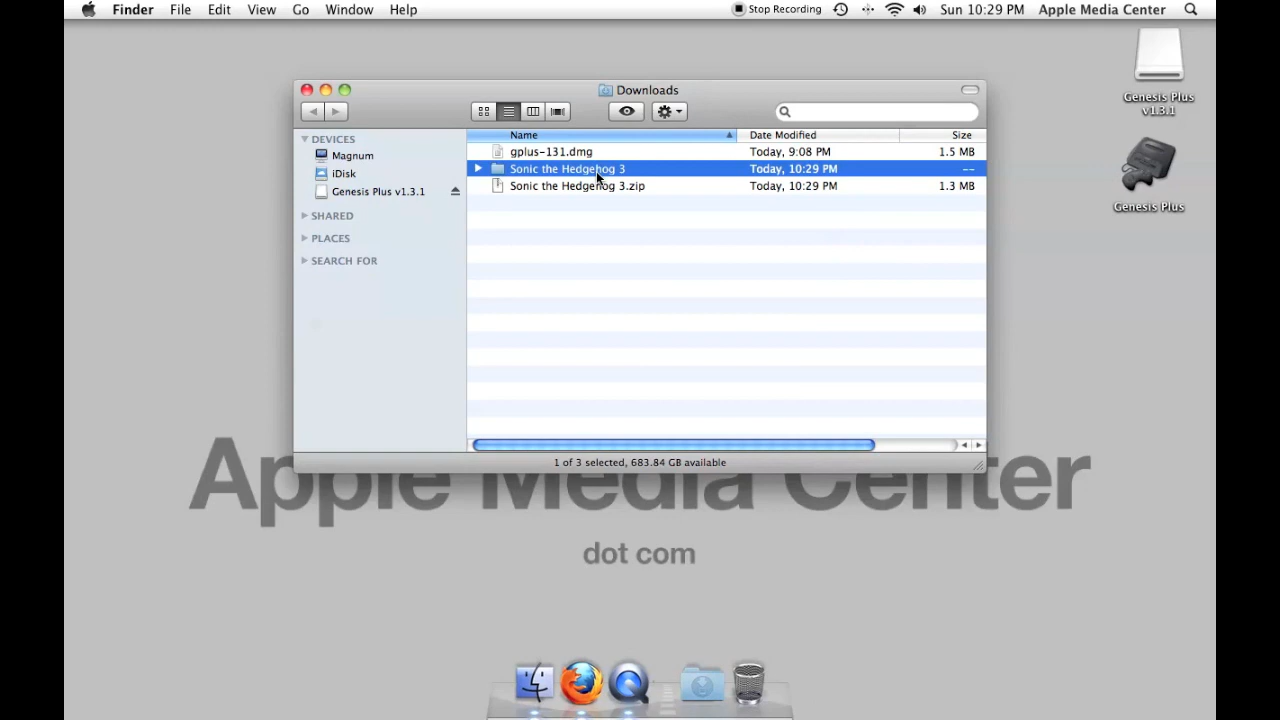 Finder File Edit View Go Window Help Stop Recording Sun 10:29 PM Apple Media Center
Genesis Plus
v1.3.1
Genesis Plus
Downloads
Name Date Modified Size
gplus-131.dmg Today, 9:08 PM 1.5 MB
Sonic the Hedgehog 3 Today, 10:29 PM --
Sonic the Hedgehog 3.zip Today, 10:29 PM 1.3 MB
DEVICES
Magnum
iDisk
Genesis Plus v1.3.1
SHARED
PLACES
SEARCH FOR
1 of 3 selected, 683.84 GB available
Apple Media Center
dot com